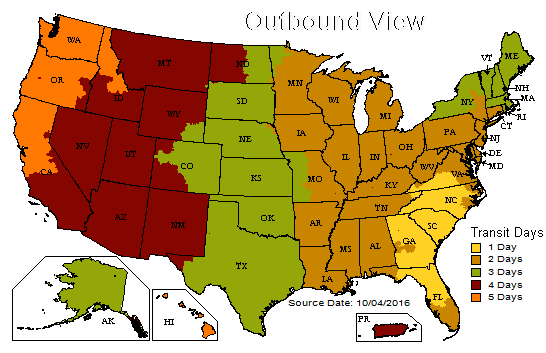 Outbound View
WA
OR
CA
ID
NV
MT
WY
UT
AZ
CO
NM
ND
SD
NE
KS
OK
TX
MN
IA
MO
AR
LA
WI
IL
MS
MI
IN
OH
KY
TN
AL
GA
FL
SC
NC
VA
WV
PA
NY
VT
ME
NH
MA
RI
CT
NJ
DE
MD
AK
HI
PR
Transit Days
1 Day
2 Days
3 Days
4 Days
5 Days
Source Date: 10/04/2016